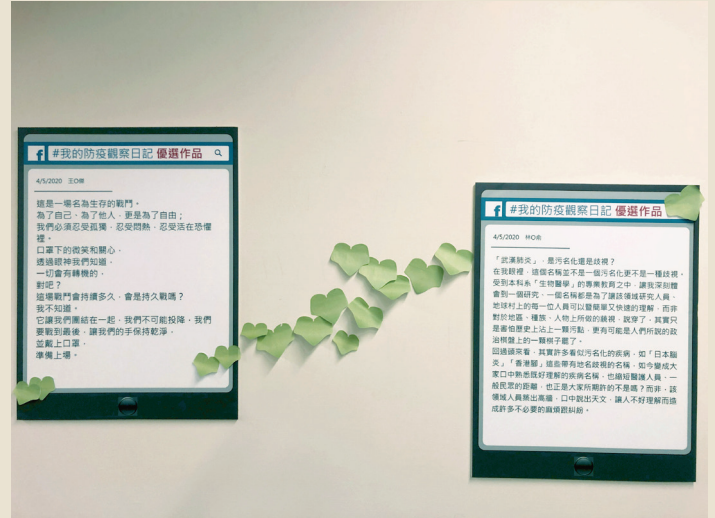 #我的防疫觀察日記 優選作品
4/5/2020 王○
這是一場名為生存的戰鬥。
為了自己,為了他人,更是為了自由;
我們必須忍受孤獨,忍受悶熱,忍受活在恐懼
裡。
口罩下的微笑和關心,
透過眼神我們知道,
一切會有轉機的,
對吧?
這場戰鬥會持續多久,會是持久戰嗎?
我不知道。
它讓我們團結在一起,我們不可能投降,我們
要戰到最後,讓我們的手保持乾淨,
並戴上口罩,
準備上場。
#我的防疫觀察日記 優選作品
4/5/2020 林○
「武漢肺炎」,是污名化還是歧視?
在我眼裡,這個名稱並不是一個污名化更不是一種歧視。
受到本科系「生物醫學」的專業教育之中,讓我深刻體
會到一個研究、一個名稱都是為了讓該領域研究人員、
地球村上的每一位人員可以簡單又快速的理解,而非
對於地區、種族、人物上所做的藐視,說穿了,其實只
是害怕歷史上沾上一顆污點,更有可能是人們所說的政
治棋盤上的一顆棋子罷了。
回過頭來看,其實許多看似污名化的疾病,如「日本腦
炎」「香港腳」這些帶有地名歧視的名稱,如今變成大
家口中熟悉既好理解的疾病名稱,也縮短醫護人員、一
般民眾的距離,也正是大家所期許的不是嗎?而非,該
領域人員築出高牆,口中說出天文,讓人不好理解而造
成許多不必要的麻煩跟糾紛。